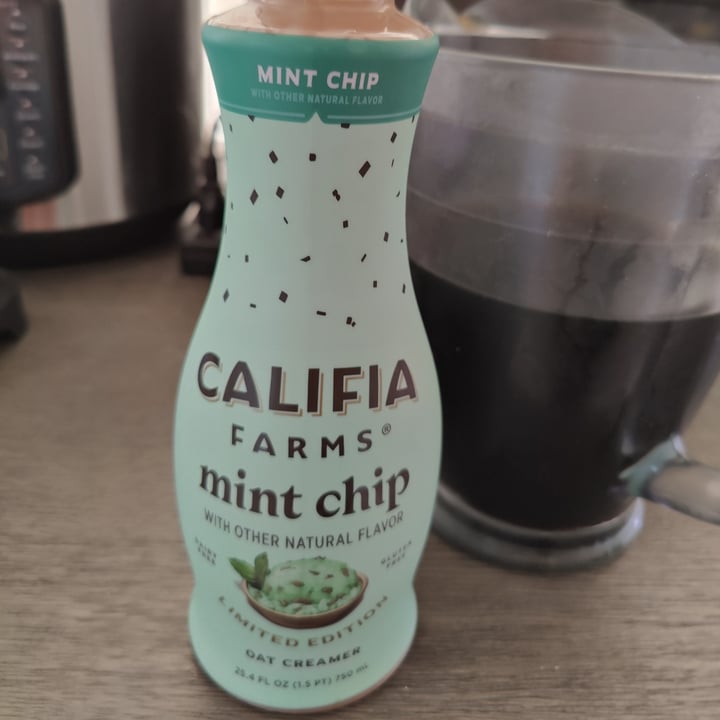 MINT CHIP
WITH OTHER NATURAL FLAVOR
CALIFIA
FARMS®
mint chip
WITH OTHER NATURAL FLAVOR
DAIRY
FREE
GLUTEN
FREE
LIMITED EDITION
OAT CREAMER
25.4 FL OZ (1.5 PT) 750 mL